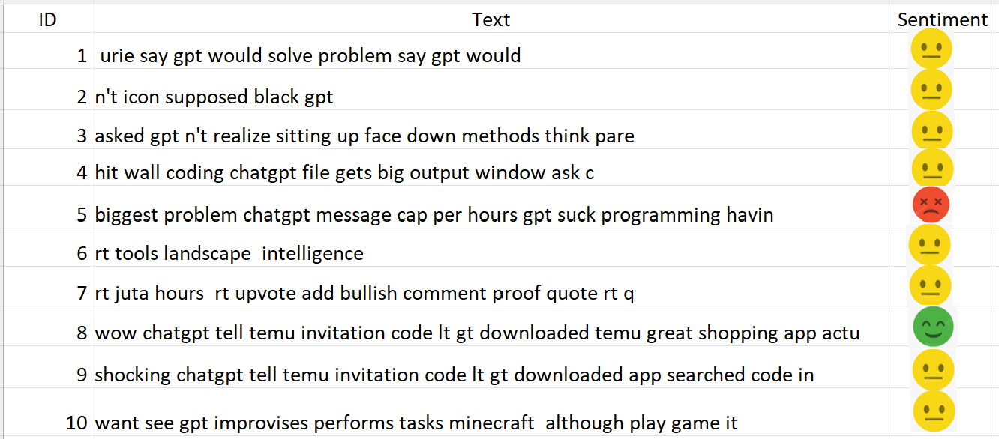 ID Text Sentiment
1 urie say gpt would solve problem say gpt would
2 n't icon supposed black gpt
3 asked gpt n't realize sitting up face down methods think pare
4 hit wall coding chatgpt file gets big output window ask c
5 biggest problem chatgpt message cap per hours gpt suck programming havin
6 rt tools landscape  intelligence
7 rt juta hours  rt upvote add bullish comment proof quote rt q
8 wow chatgpt tell temu invitation code lt gt downloaded temu great shopping app actu
9 shocking chatgpt tell temu invitation code lt gt downloaded app searched code in
10 want see gpt improvises performs tasks minecraft  although play game it